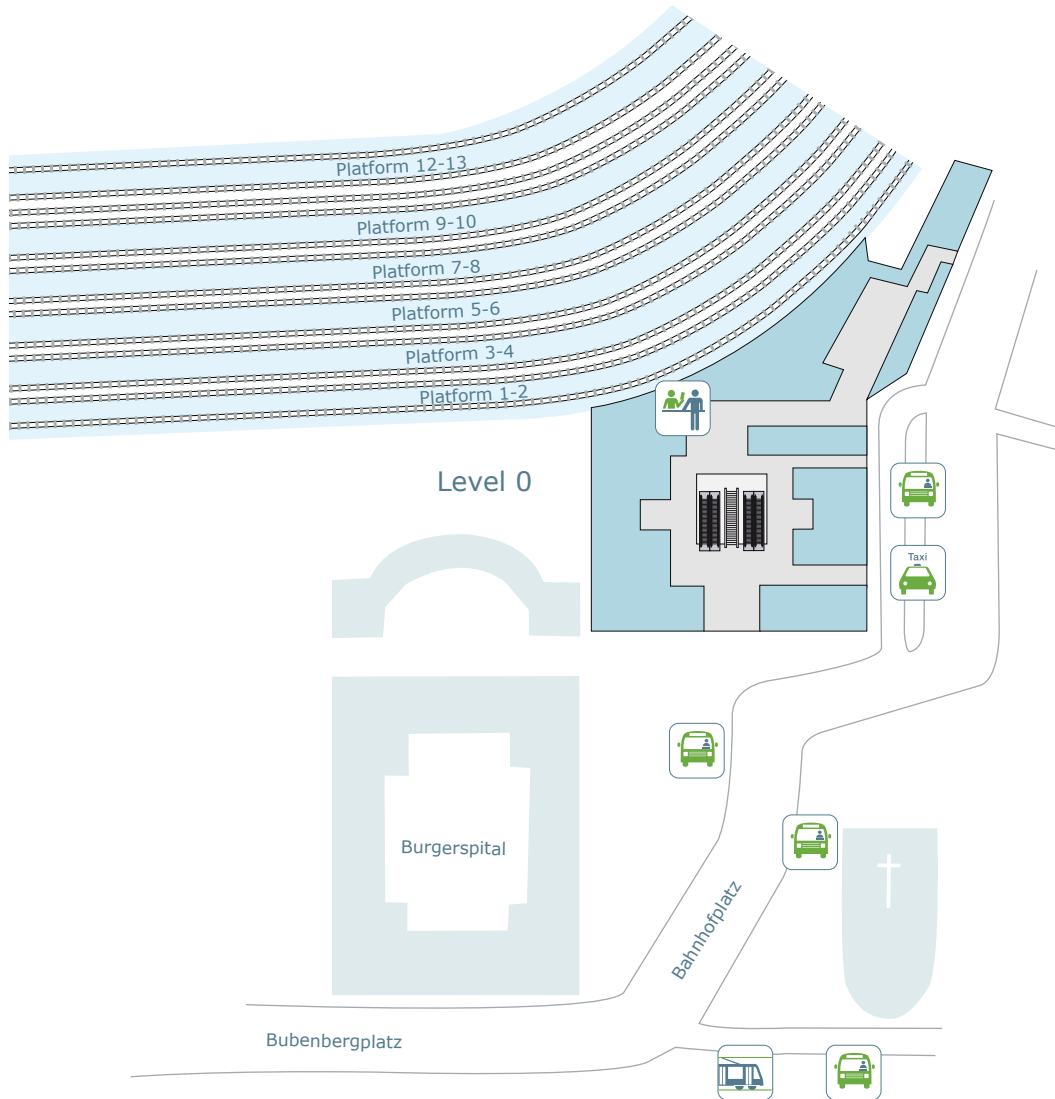 Platform 12-13
Platform 9-10
Platform 7-8
Platform 5-6
Platform 3-4
Platform 1-2
Level 0
Taxi
Burgerspital
Bahnhofplatz
Bubenbergplatz